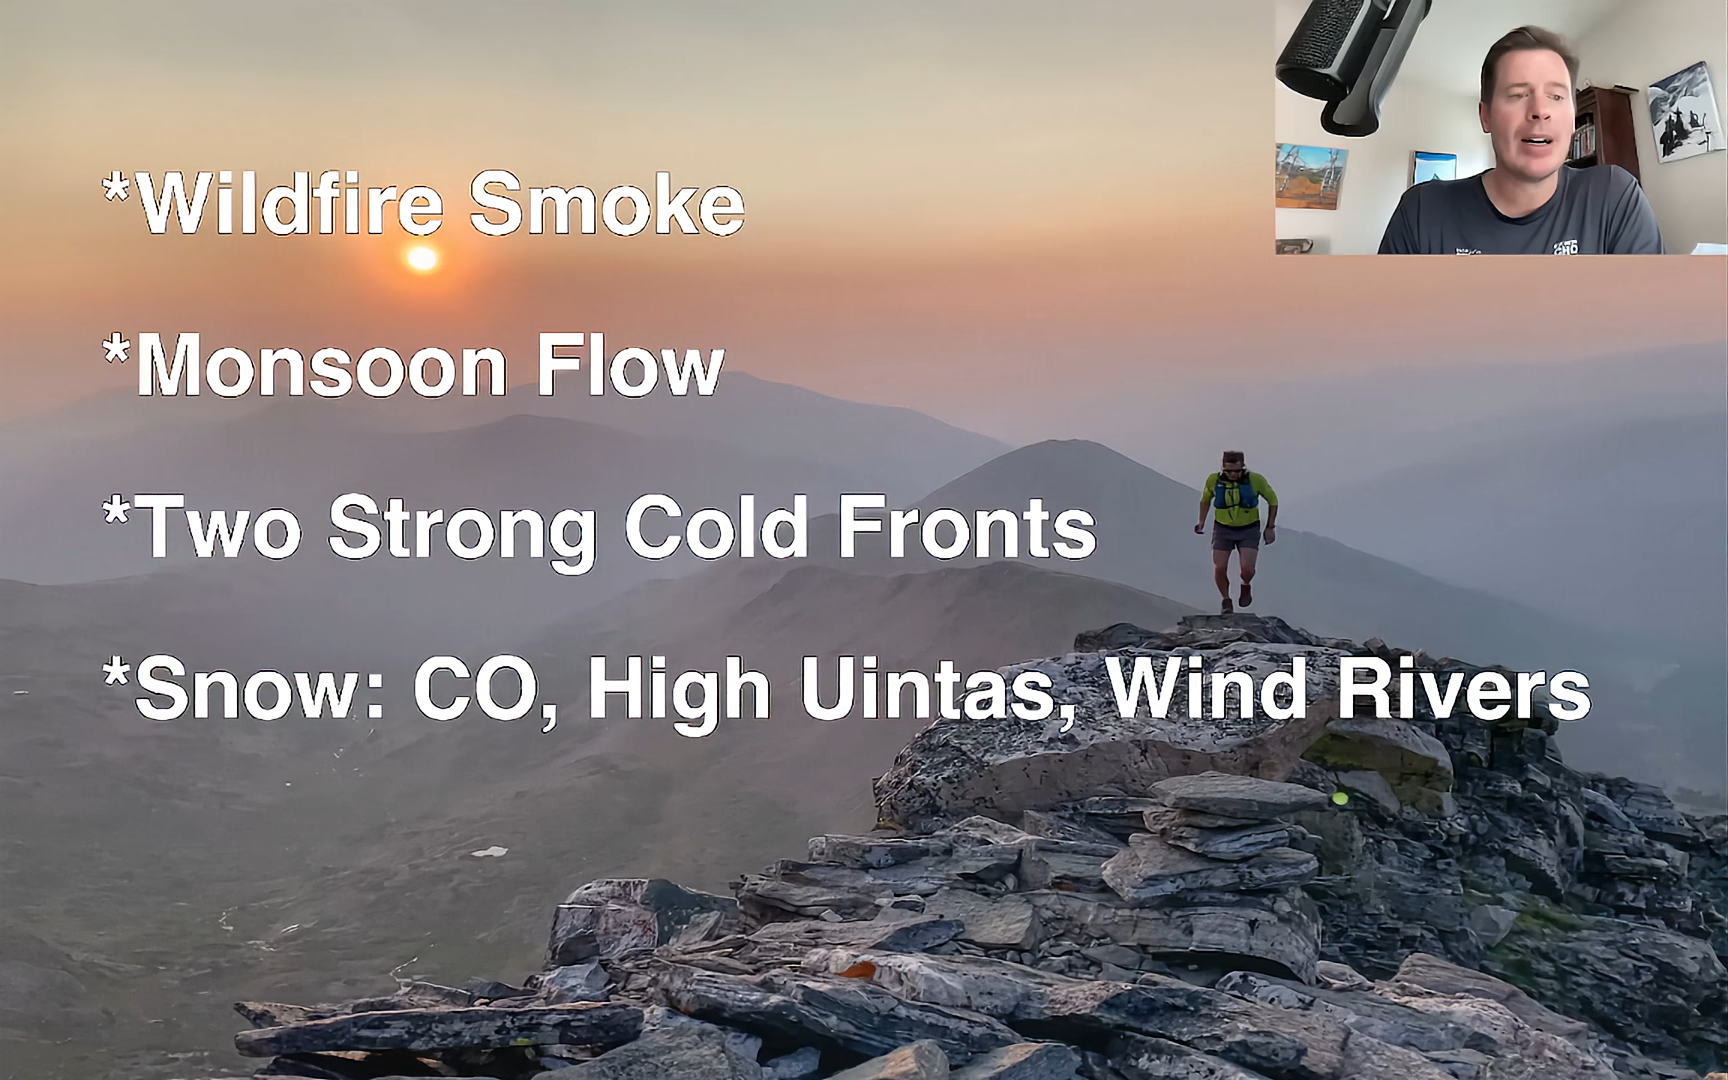 *Wildfire Smoke
*Monsoon Flow
*Two Strong Cold Fronts
*Snow: CO, High Uintas, Wind Rivers